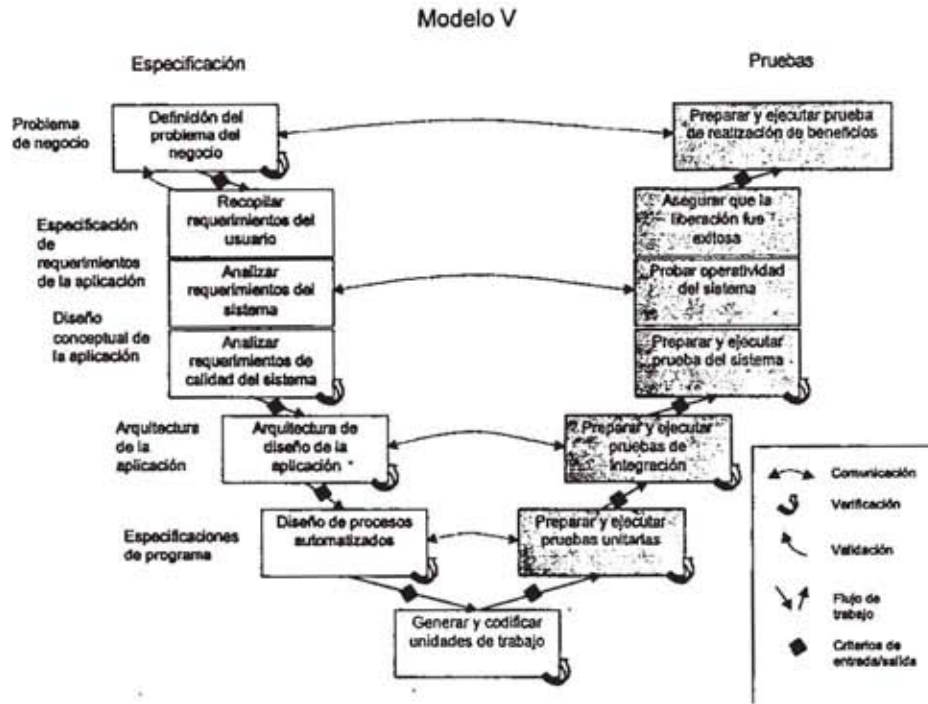 Modelo V
Especificación
Pruebas
Problema
de negocio
Definición del
problema del
negocio
Preparar y ejecutar prueba
de realización de beneficios
Especificación
de
requerimientos
de la aplicación
Recopilar
requerimientos del
usuario
Asegurar que la
liberación fue
exitosa
Analizar
requerimientos del
sistema
Probar operatividad
del sistema
Diseño
conceptual de
la aplicación
Analizar
requerimientos de
calidad del sistema
Preparar y ejecutar
prueba del sistema
Arquitectura
de la
aplicación
Arquitectura de
diseño de la
aplicación
Preparar y ejecutar
pruebas de
integración
Especificaciones
de programa
Diseño de procesos
automatizados
Preparar y ejecutar
pruebas unitarias
Generar y codificar
unidades de trabajo
Comunicación
Verificación
Validación
Flujo de
trabajo
Criterios de
entrada/salida